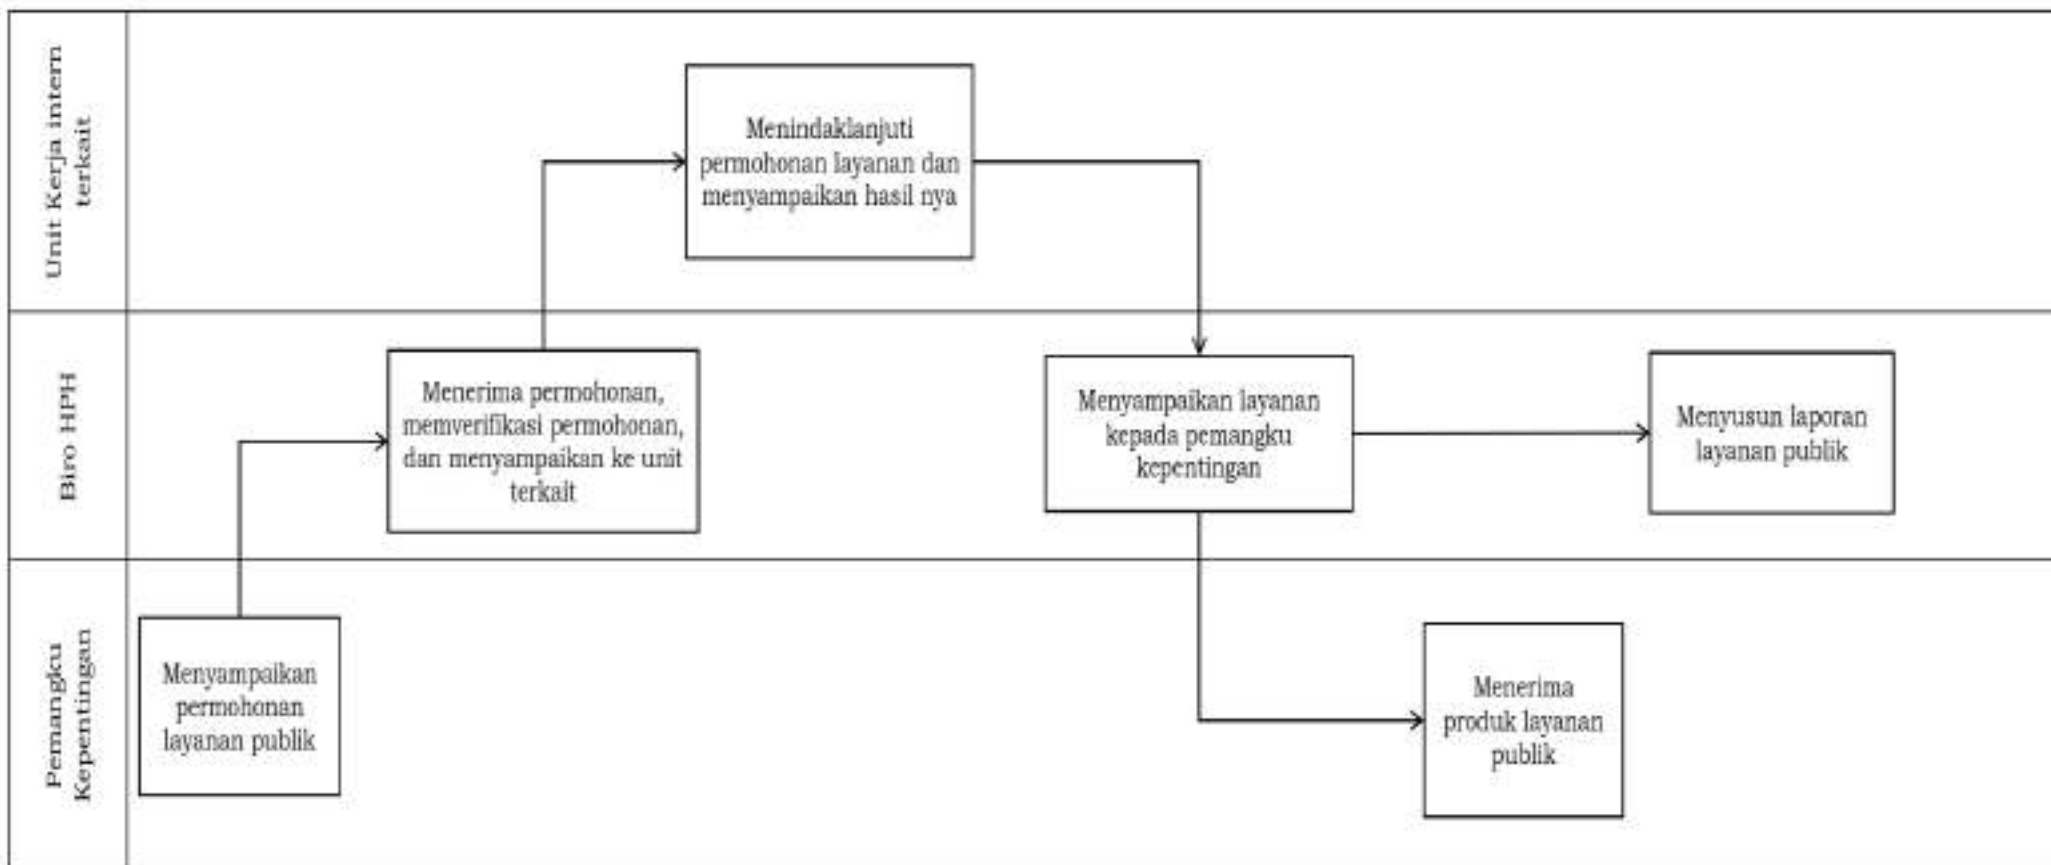 Unit Kerja intern
terkait
Menindaklanjuti
permohonan layanan dan
menyampaikan hasil nya
Biro HPH
Menerima permohonan,
memverifikasi permohonan,
dan menyampaikan ke unit
terkait
Menyampaikan layanan
kepada pemangku
kepentingan
Menyusun laporan
layanan publik
Pemangku
Kepentingan
Menyampaikan
permohonan
layanan publik
Menerima
produk layanan
publik